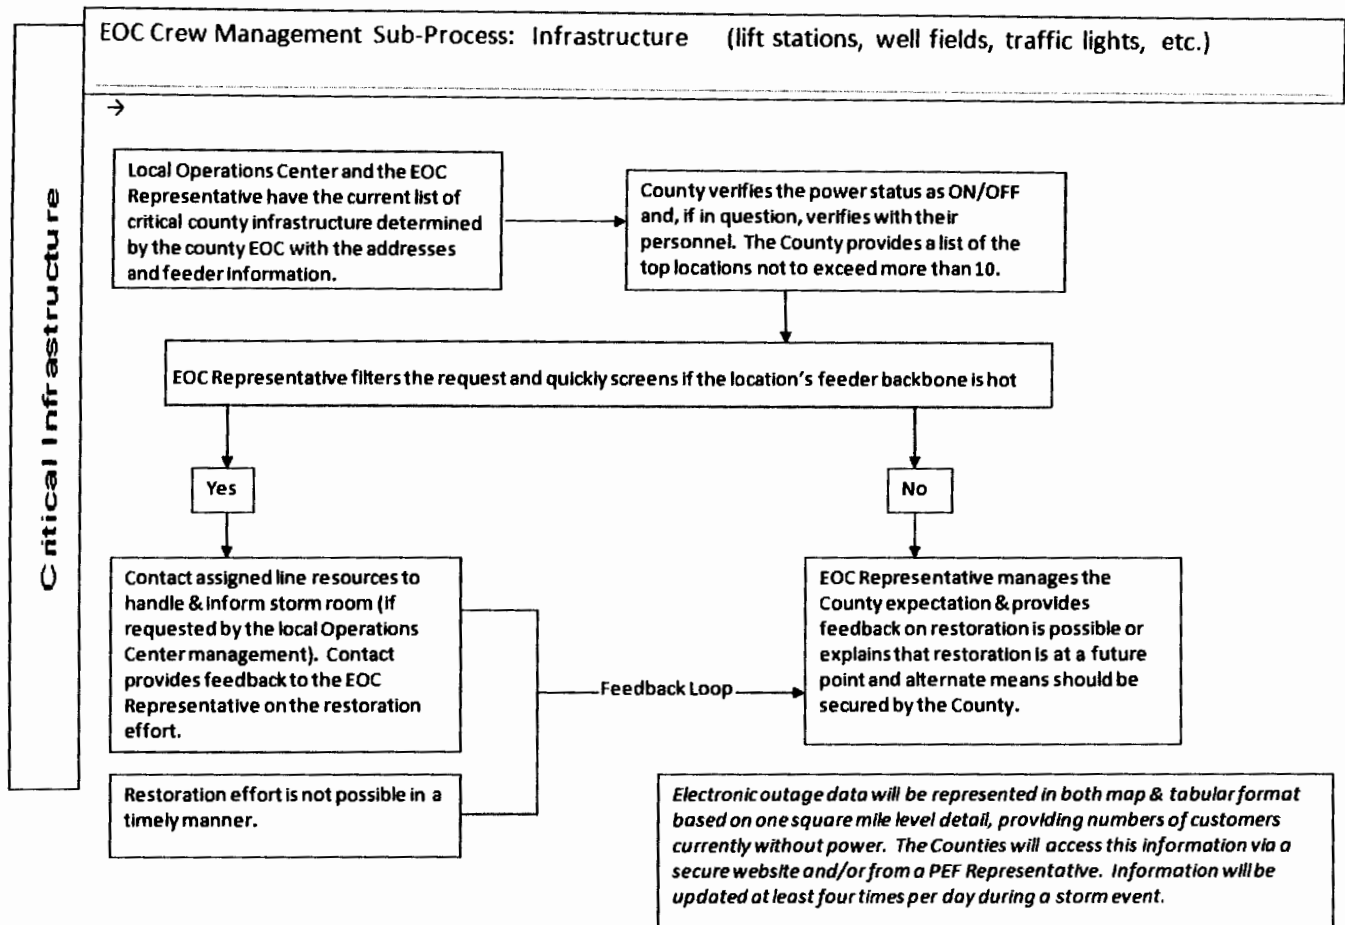 EOC Crew Management Sub-Process: Infrastructure (lift stations, well fields, traffic lights, etc.)
→
Critical Infrastructure
Local Operations Center and the EOC
Representative have the current list of
critical county infrastructure determined
by the county EOC with the addresses
and feeder information.
County verifies the power status as ON/OFF
and, if in question, verifies with their
personnel. The County provides a list of the
top locations not to exceed more than 10.
EOC Representative filters the request and quickly screens if the location's feeder backbone is hot
Yes
No
Contact assigned line resources to
handle & inform storm room (if
requested by the local Operations
Center management). Contact
provides feedback to the EOC
Representative on the restoration
effort.
Feedback Loop
EOC Representative manages the
County expectation & provides
feedback on restoration is possible or
explains that restoration is at a future
point and alternate means should be
secured by the County.
Restoration effort is not possible in a
timely manner.
Electronic outage data will be represented in both map & tabular format
based on one square mile level detail, providing numbers of customers
currently without power. The Counties will access this information via a
secure website and/or from a PEF Representative. Information will be
updated at least four times per day during a storm event.